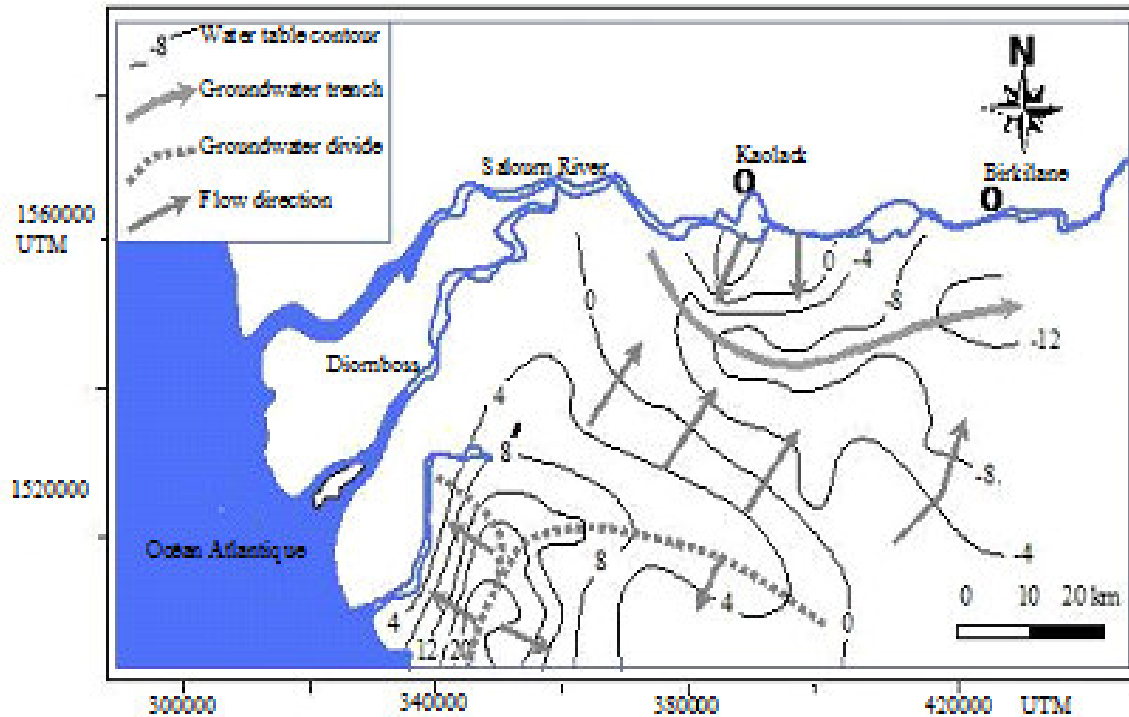 -8 Water table contour
Groundwater trench
Groundwater divide
Flow direction
N
Saloum River
Kaolack
Birkilane
1560000
UTM
0
-4
-8
0
-12
Diomboss
4
8
1520000
-8
Océan Atlantique
8
-4
4
4
0
12
20
0 10 20 km
300000
340000
380000
420000
UTM